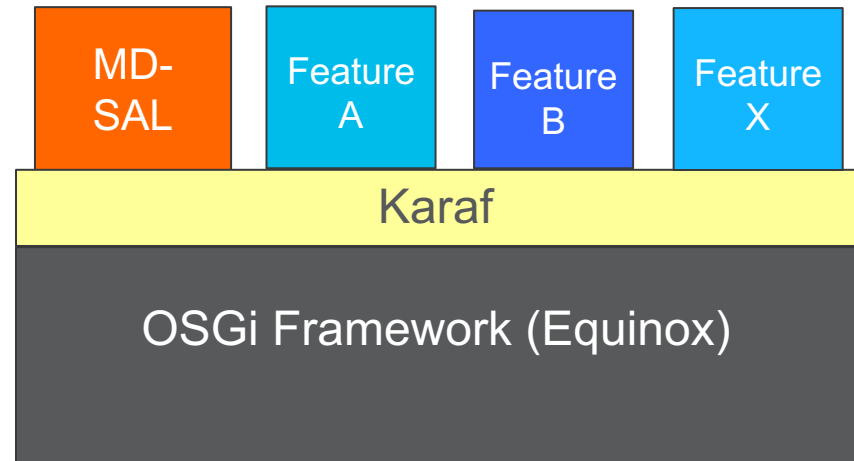 MD-
SAL
Feature
A
Feature
B
Feature
X
Karaf
OSGi Framework (Equinox)